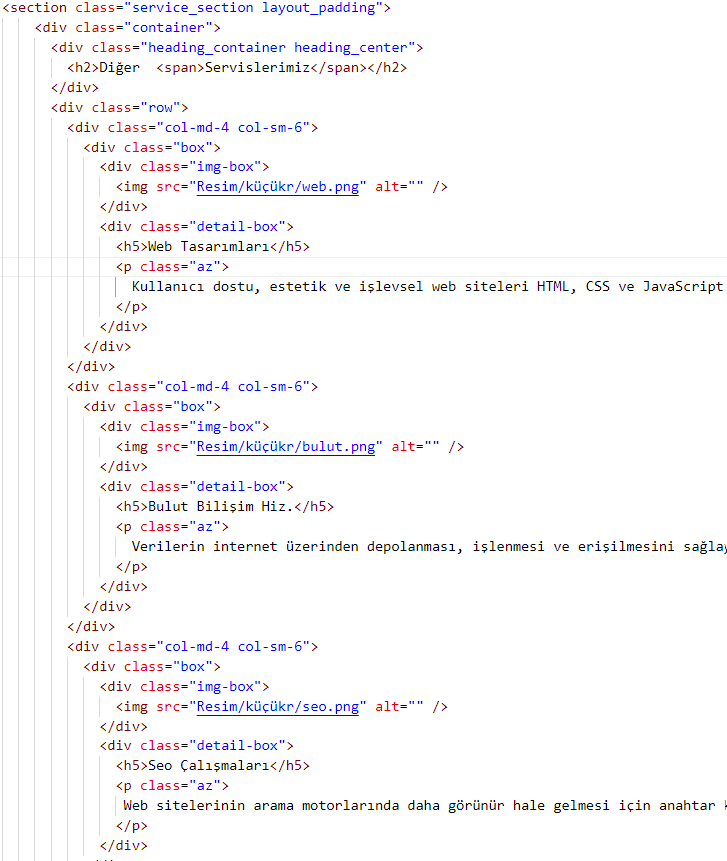 <section class="service_section layout_padding">
<div class="container">
<div class="heading_container heading_center">
<h2>Diğer  <span>Servislerimiz</span></h2>
</div>
<div class="row">
<div class="col-md-4 col-sm-6">
<div class="box">
<div class="img-box">
<img src="Resim/küçükr/web.png" alt="" />
</div>
<div class="detail-box">
<h5>Web Tasarımları</h5>
<p class="az">
Kullanıcı dostu, estetik ve işlevsel web siteleri HTML, CSS ve JavaScript
</p>
</div>
</div>
</div>
<div class="col-md-4 col-sm-6">
<div class="box">
<div class="img-box">
<img src="Resim/küçükr/bulut.png" alt="" />
</div>
<div class="detail-box">
<h5>Bulut Bilişim Hiz.</h5>
<p class="az">
Verilerin internet üzerinden depolanması, işlenmesi ve erişilmesini
</p>
</div>
</div>
</div>
<div class="col-md-4 col-sm-6">
<div class="box">
<div class="img-box">
<img src="Resim/küçükr/seo.png" alt="" />
</div>
<div class="detail-box">
<h5>Seo Çalışmaları</h5>
<p class="az">
Web sitelerinin arama motorlarında daha görünür hale gelmesi için anahtar
</p>
</div>